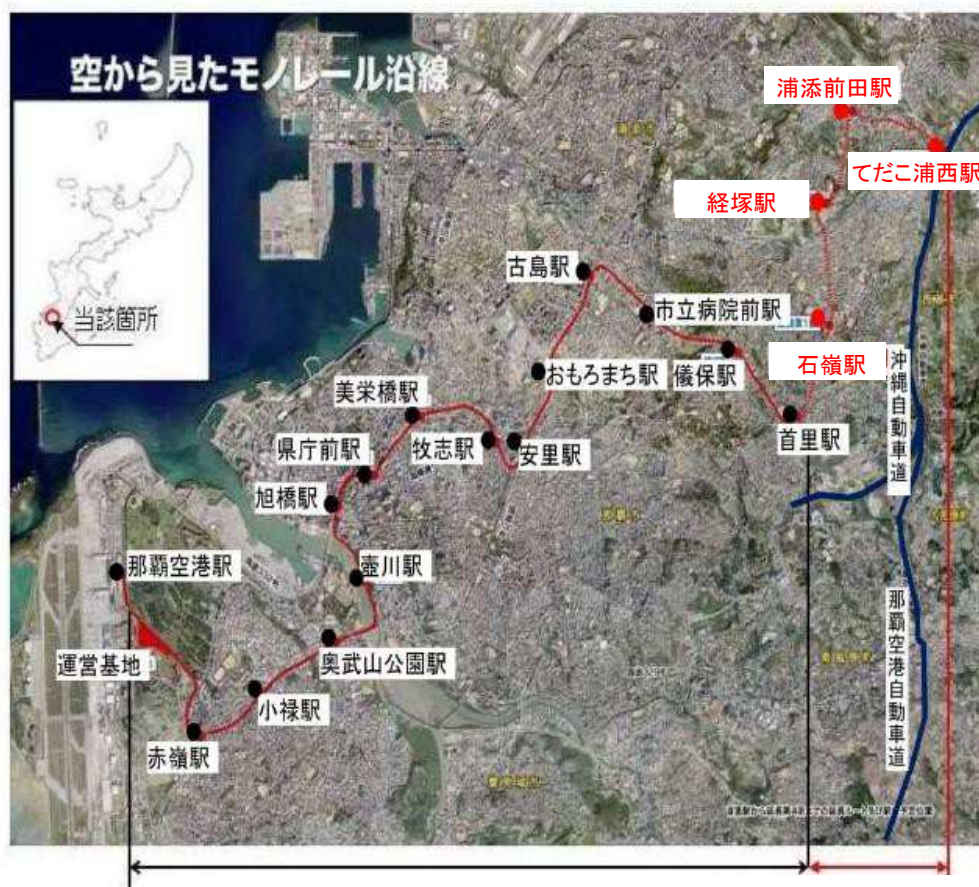 空から見たモノレール沿線
当該箇所
浦添前田駅
てだこ浦西駅
経塚駅
古島駅
市立病院前駅
おもろまち駅
儀保駅
石嶺駅
美栄橋駅
牧志駅
安里駅
首里駅
県庁前駅
旭橋駅
沖縄自動車道
那覇空港駅
壺川駅
運営基地
奥武山公園駅
小禄駅
赤嶺駅
那覇空港自動車道